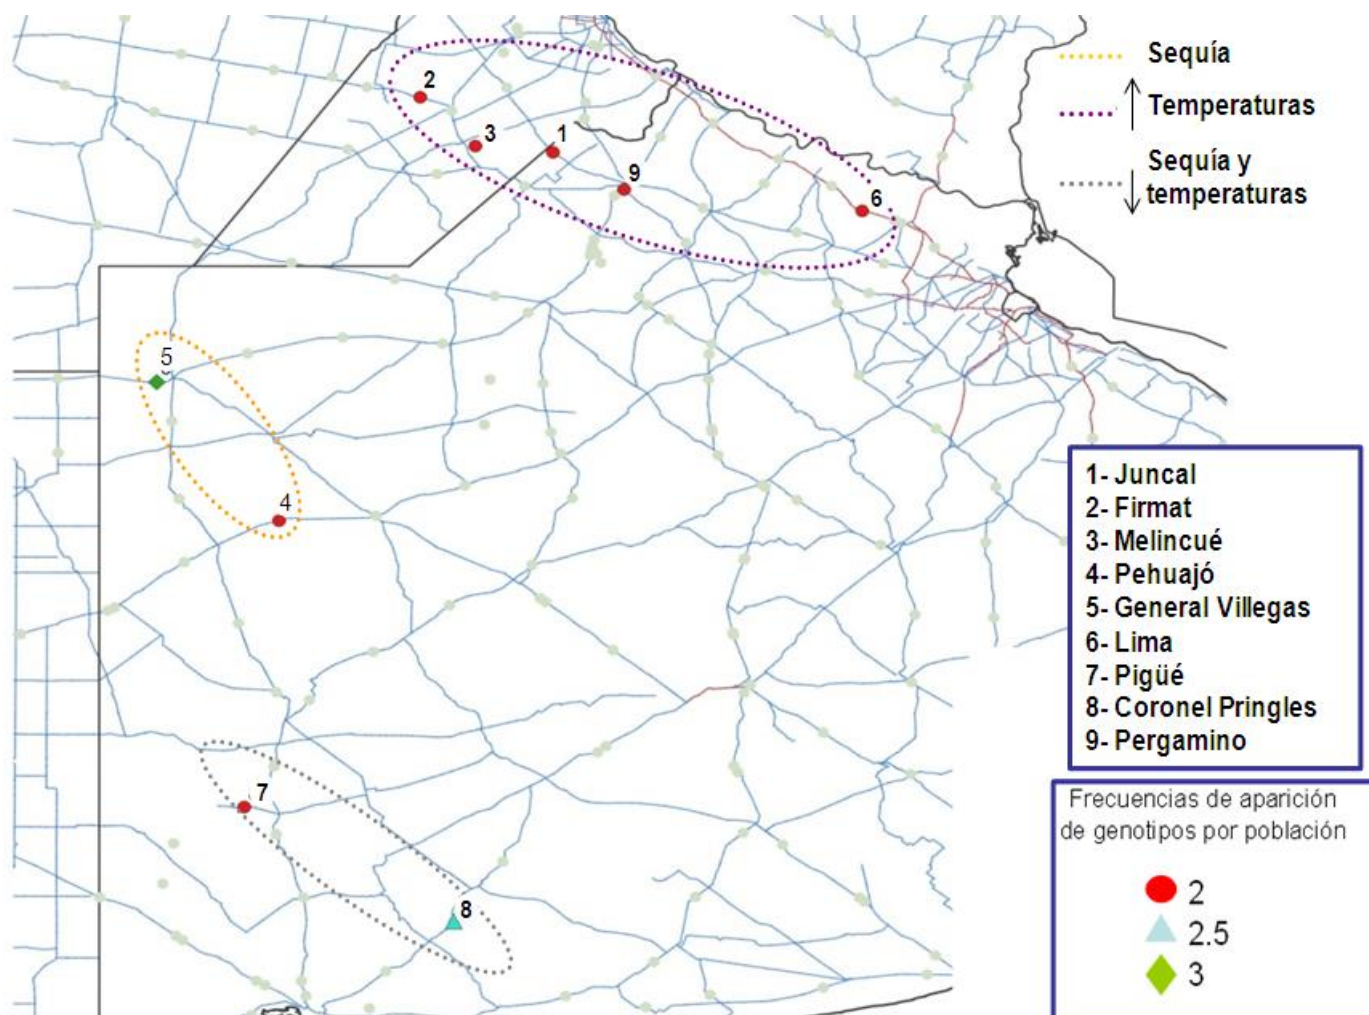 Sequía
Temperaturas
Sequía y
temperaturas
2
3
1
9
6
5
4
7
8
1- Juncal
2- Firmat
3- Melincué
4- Pehuajó
5- General Villegas
6- Lima
7- Pigüé
8- Coronel Pringles
9- Pergamino
Frecuencias de aparición
de genotipos por población
2
2.5
3